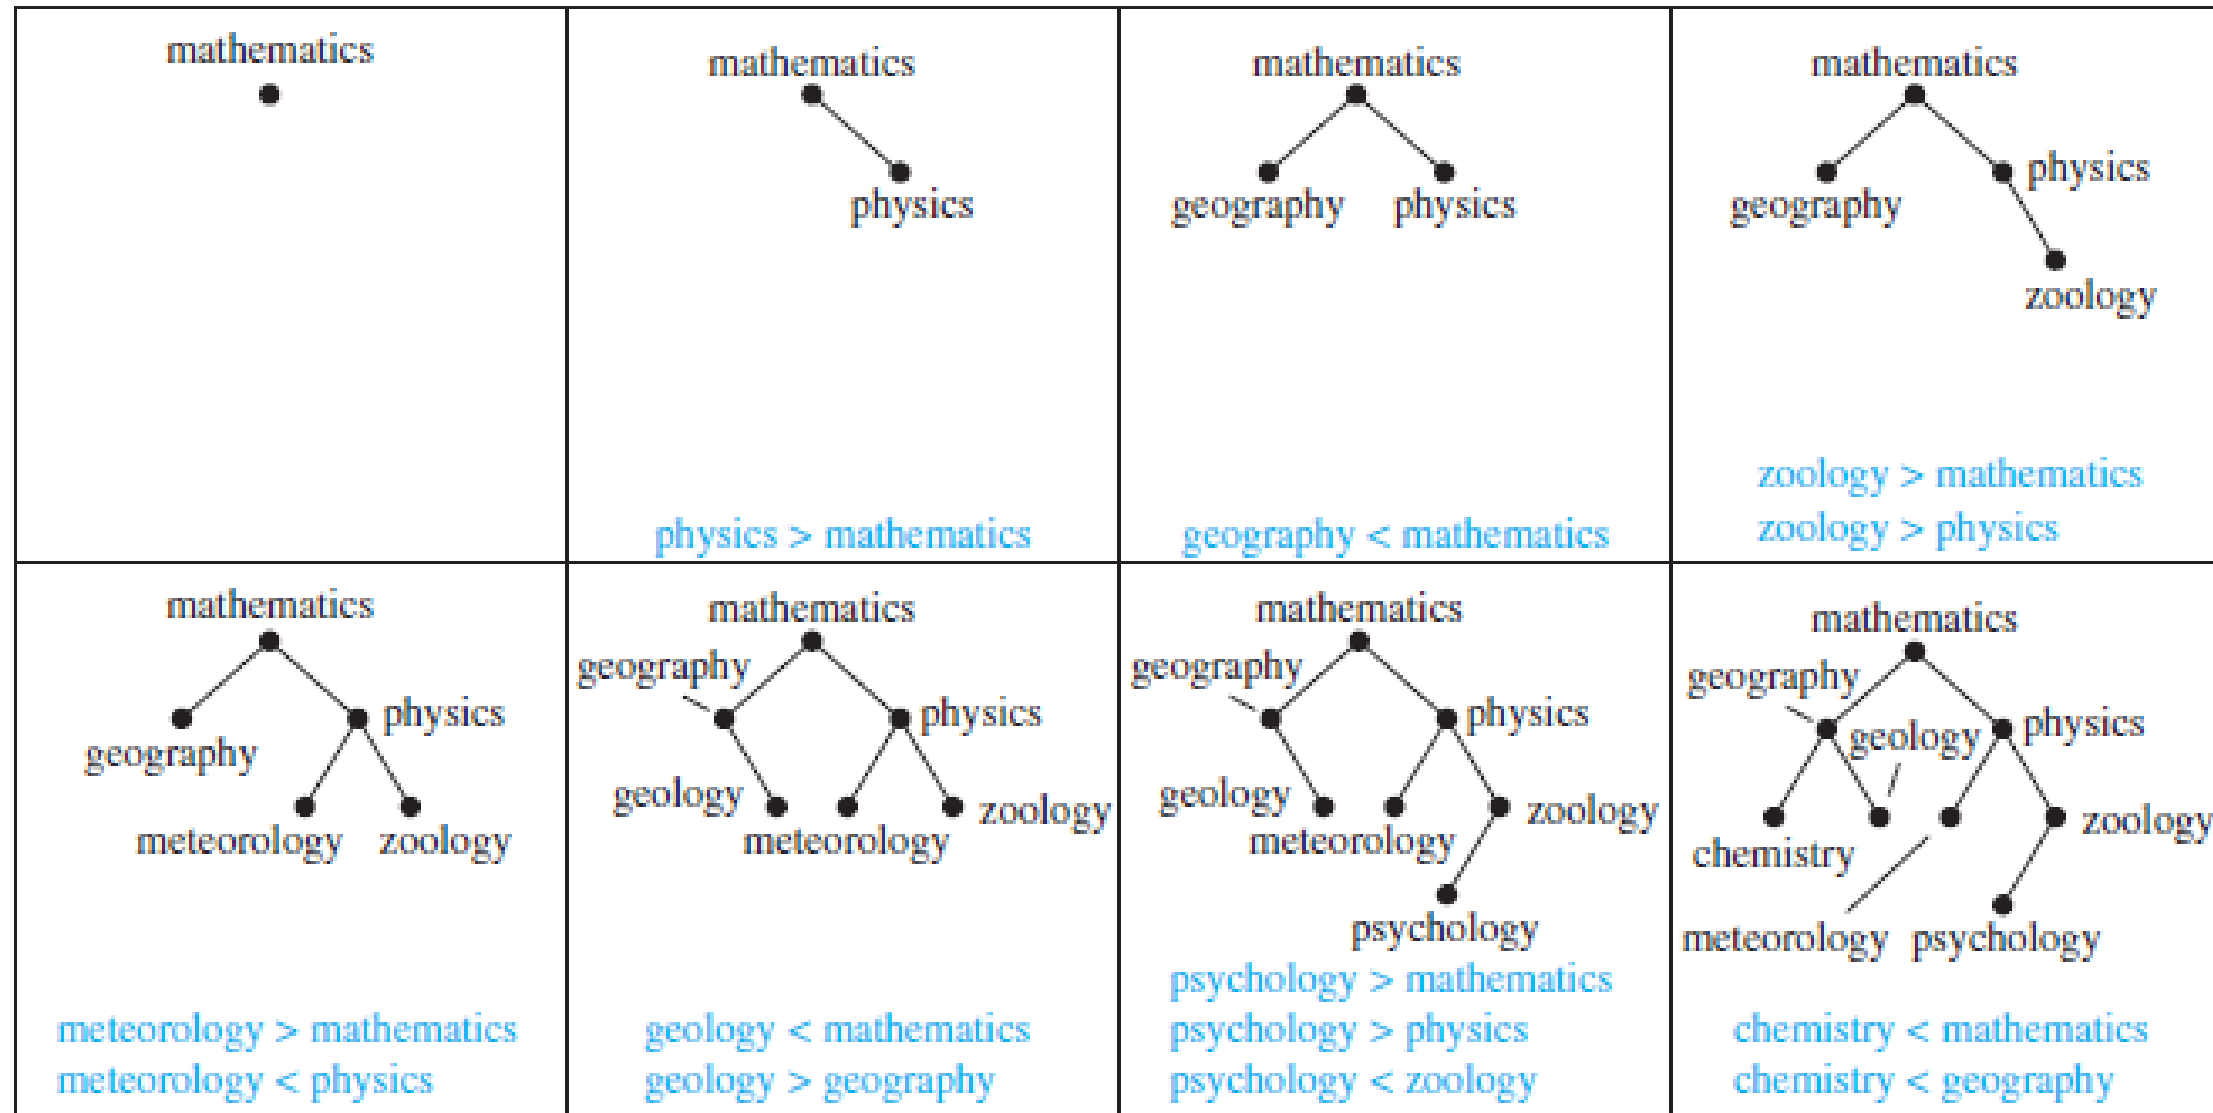 mathematics
mathematics
physics
physics > mathematics
mathematics
geography physics
geography < mathematics
mathematics
physics
geography
zoology
zoology > mathematics
zoology > physics
mathematics
physics
geography
meteorology zoology
meteorology > mathematics
meteorology < physics
mathematics
geography
physics
geology
zoology
meteorology
geology < mathematics
geology > geography
mathematics
geography
physics
geology
zoology
meteorology
psychology
psychology > mathematics
psychology > physics
psychology < zoology
mathematics
geography
physics
geology
zoology
chemistry
meteorology psychology
chemistry < mathematics
chemistry < geography